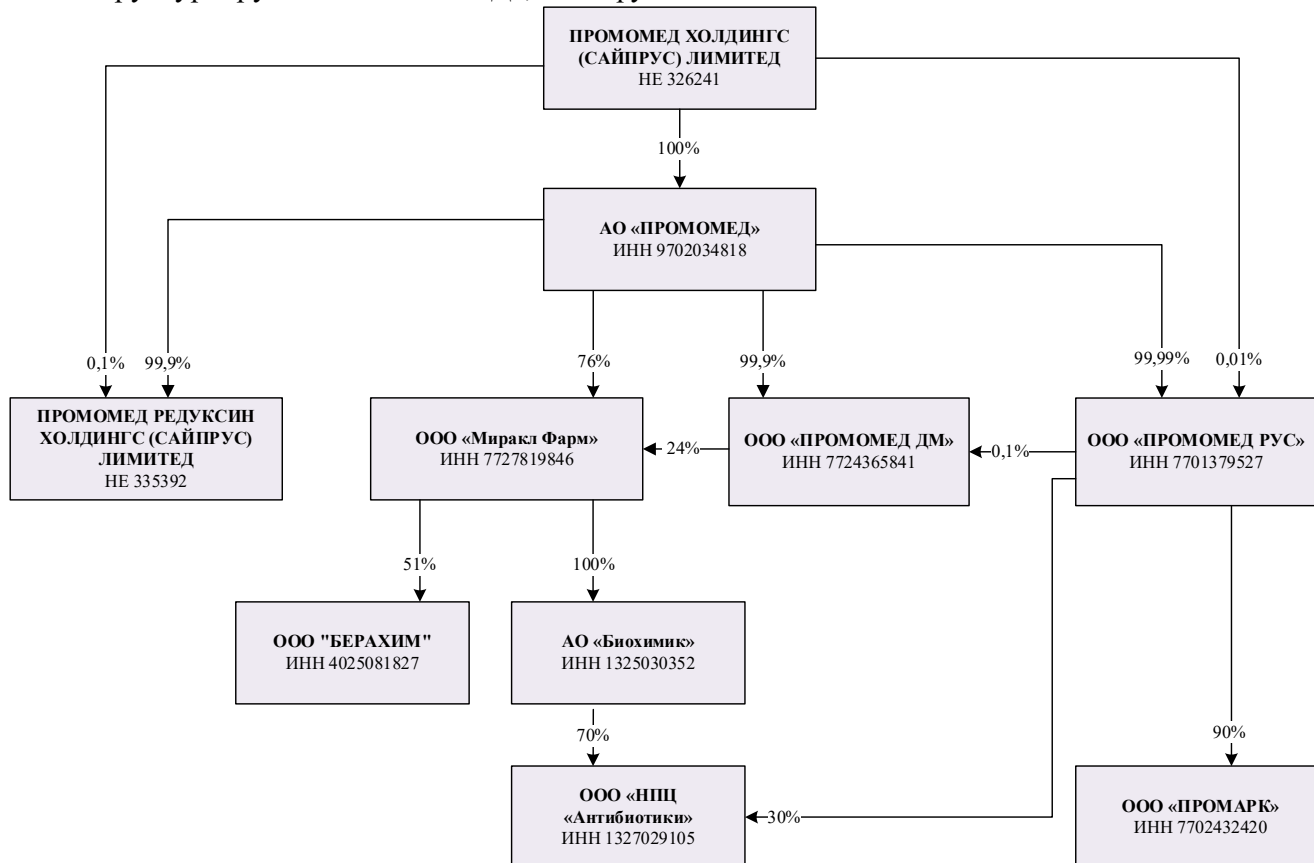 ПРОМОМЕД ХОЛДИНГС
(САЙПРУС) ЛИМИТЕД
НЕ 326241
100%
АО «ПРОМОМЕД»
ИНН 9702034818
0,1%
99,9%
76%
99,9%
99,99%
0,01%
ПРОМОМЕД РЕДУКСИН
ХОЛДИНГС (САЙПРУС)
ЛИМИТЕД
НЕ 335392
ООО «Миракл Фарм»
ИНН 7727819846
24%
ООО «ПРОМОМЕД ДМ»
ИНН 7724365841
0,1%
ООО «ПРОМОМЕД РУС»
ИНН 7701379527
51%
100%
ООО "БЕРАХИМ"
ИНН 4025081827
АО «Биохимик»
ИНН 1325030352
70%
90%
ООО «НПЦ
«Антибиотики»
ИНН 1327029105
30%
ООО «ПРОМАРК»
ИНН 7702432420